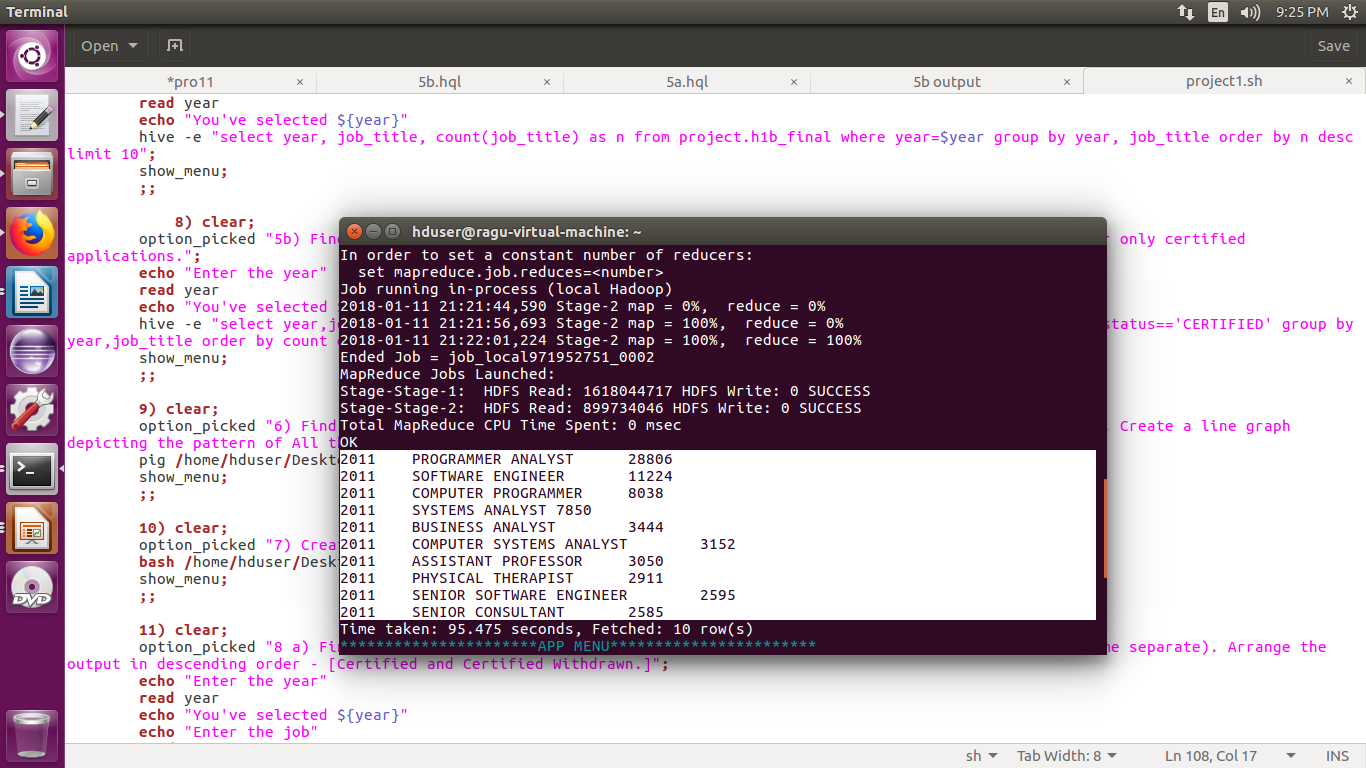 Terminal
En
9:25 PM
Open
Save
*pro11 ×
5b.hql ×
5a.hql ×
5b output ×
project1.sh ×
read year
echo "You've selected ${year}"
hive -e "select year, job_title, count(job_title) as n from project.h1b_final where year=$year group by year, job_title order by n desc
limit 10";
show_menu;
;;
8) clear;
option_picked "5b) Find
only certified
applications.";
echo "Enter the year"
read year
echo "You've selected
hive -e "select year,j
status=='CERTIFIED' group by
year,job_title order by count
show_menu;
;;
9) clear;
option_picked "6) Find
. Create a line graph
depicting the pattern of All t
pig /home/hduser/Deskt
show_menu;
;;
10) clear;
option_picked "7) Crea
bash /home/hduser/Desk
show_menu;
;;
11) clear;
option_picked "8 a) Fi
e separate). Arrange the
output in descending order - [Certified and Certified Withdrawn.]";
echo "Enter the year"
read year
echo "You've selected ${year}"
echo "Enter the job"
hduser@ragu-virtual-machine: ~
In order to set a constant number of reducers:
set mapreduce.job.reduces=<number>
Job running in-process (local Hadoop)
2018-01-11 21:21:44,590 Stage-2 map = 0%,  reduce = 0%
2018-01-11 21:21:56,693 Stage-2 map = 100%,  reduce = 0%
2018-01-11 21:22:01,224 Stage-2 map = 100%,  reduce = 100%
Ended Job = job_local971952751_0002
MapReduce Jobs Launched:
Stage-Stage-1:  HDFS Read: 1618044717 HDFS Write: 0 SUCCESS
Stage-Stage-2:  HDFS Read: 899734046 HDFS Write: 0 SUCCESS
Total MapReduce CPU Time Spent: 0 msec
OK
2011 PROGRAMMER ANALYST 28806
2011 SOFTWARE ENGINEER 11224
2011 COMPUTER PROGRAMMER 8038
2011 SYSTEMS ANALYST 7850
2011 BUSINESS ANALYST 3444
2011 COMPUTER SYSTEMS ANALYST 3152
2011 ASSISTANT PROFESSOR 3050
2011 PHYSICAL THERAPIST 2911
2011 SENIOR SOFTWARE ENGINEER 2595
2011 SENIOR CONSULTANT 2585
Time taken: 95.475 seconds, Fetched: 10 row(s)
**********************APP MENU***********************
DVD
sh
Tab Width: 8
Ln 108, Col 17
INS